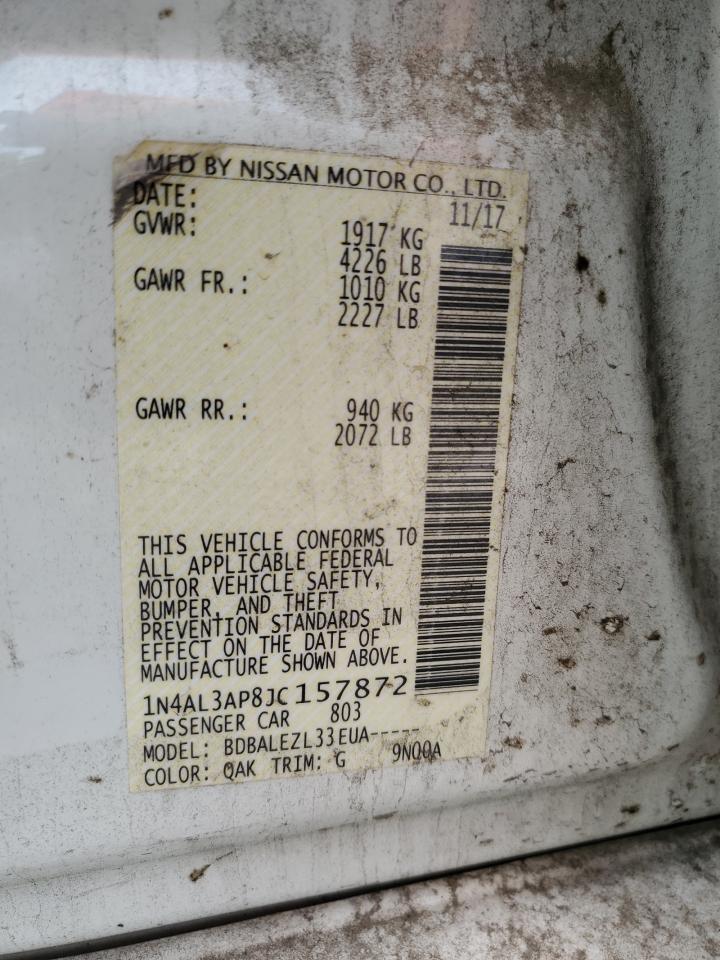 MFD BY NISSAN MOTOR CO., LTD.
DATE: 11/17
GVWR: 1917 KG
4226 LB
GAWR FR.: 1010 KG
2227 LB
GAWR RR.: 940 KG
2072 LB
THIS VEHICLE CONFORMS TO
ALL APPLICABLE FEDERAL
MOTOR VEHICLE SAFETY,
BUMPER, AND THEFT
PREVENTION STANDARDS IN
EFFECT ON THE DATE OF
MANUFACTURE SHOWN ABOVE.
1N4AL3AP8JC157872
PASSENGER CAR 803
MODEL: BDBALEZL33EUA-----
COLOR: QAK TRIM: G 9N00A